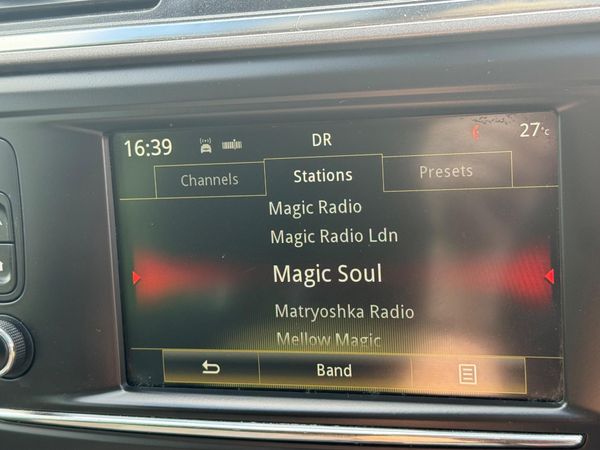 16:39
DR
27°C
Channels
Stations
Presets
Magic Radio
Magic Radio Ldn
Magic Soul
Matryoshka Radio
Mellow Magic
Band